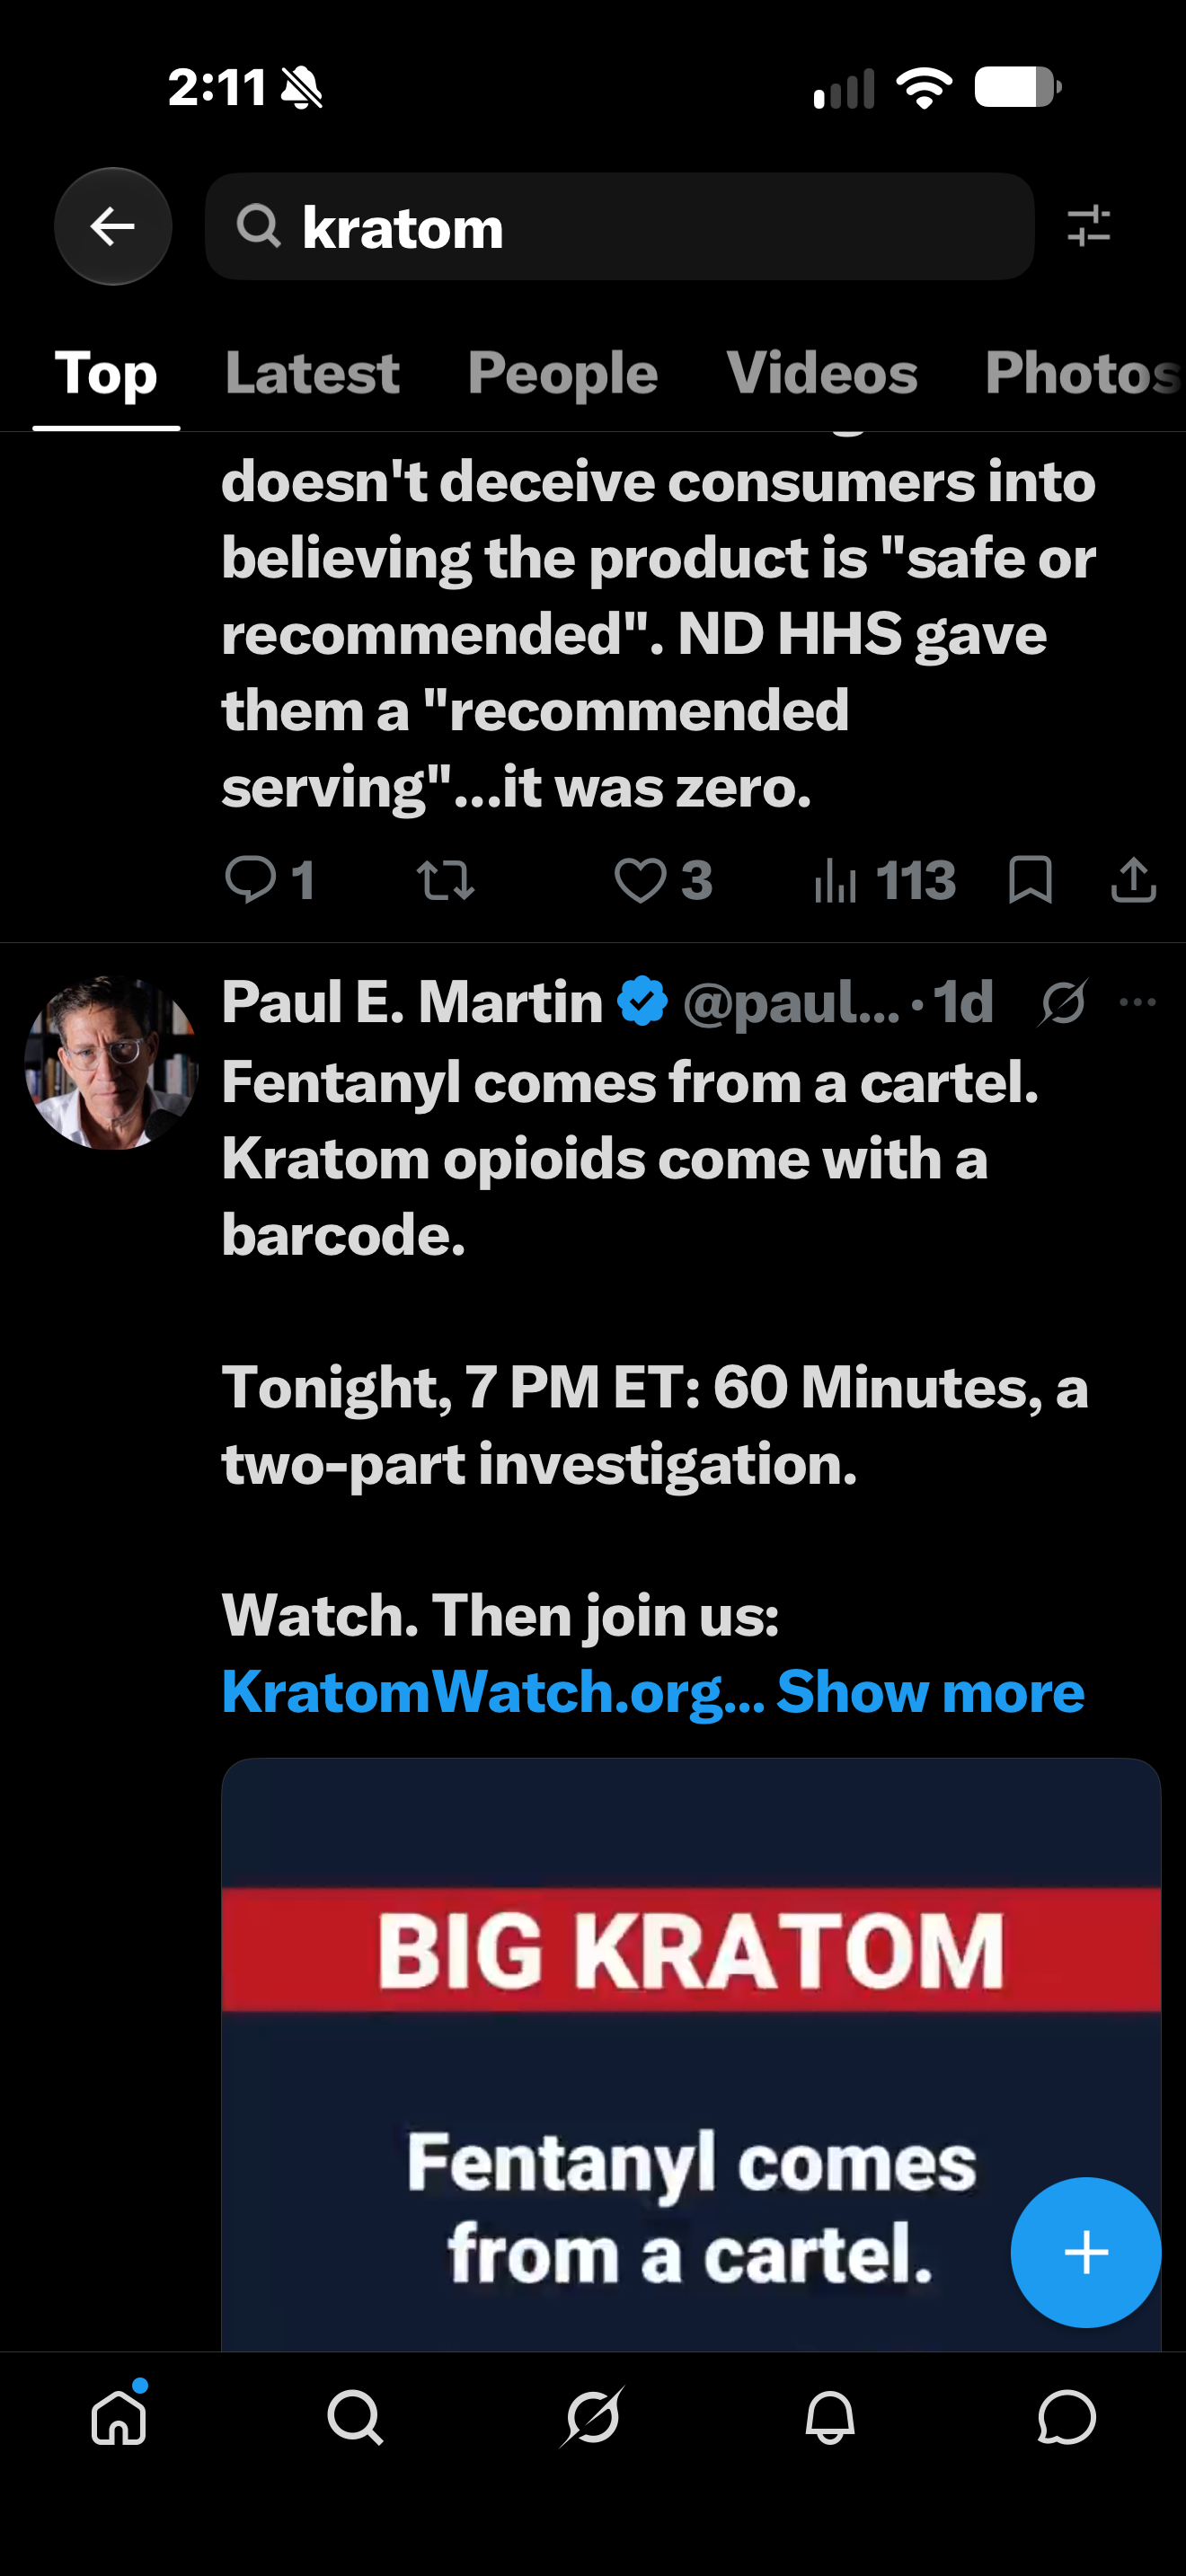 2:11
kratom
Top Latest People Videos Photos
doesn't deceive consumers into
believing the product is "safe or
recommended". ND HHS gave
them a "recommended
serving"...it was zero.
1 3 113
Paul E. Martin @paul... · 1d
Fentanyl comes from a cartel.
Kratom opioids come with a
barcode.
Tonight, 7 PM ET: 60 Minutes, a
two-part investigation.
Watch. Then join us:
KratomWatch.org... Show more
BIG KRATOM
Fentanyl comes
from a cartel.